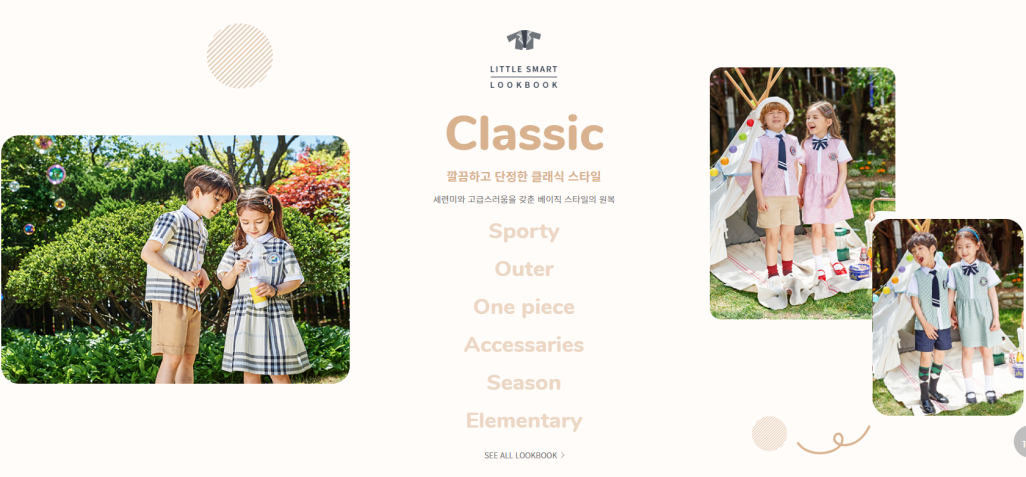 LITTLE SMART
LOOKBOOK
Classic
깔끔하고 단정한 클래식 스타일
세련미와 고급스러움을 갖춘 베이직 스타일의 원복
Sporty
Outer
One piece
Accessaries
Season
Elementary
SEE ALL LOOKBOOK >